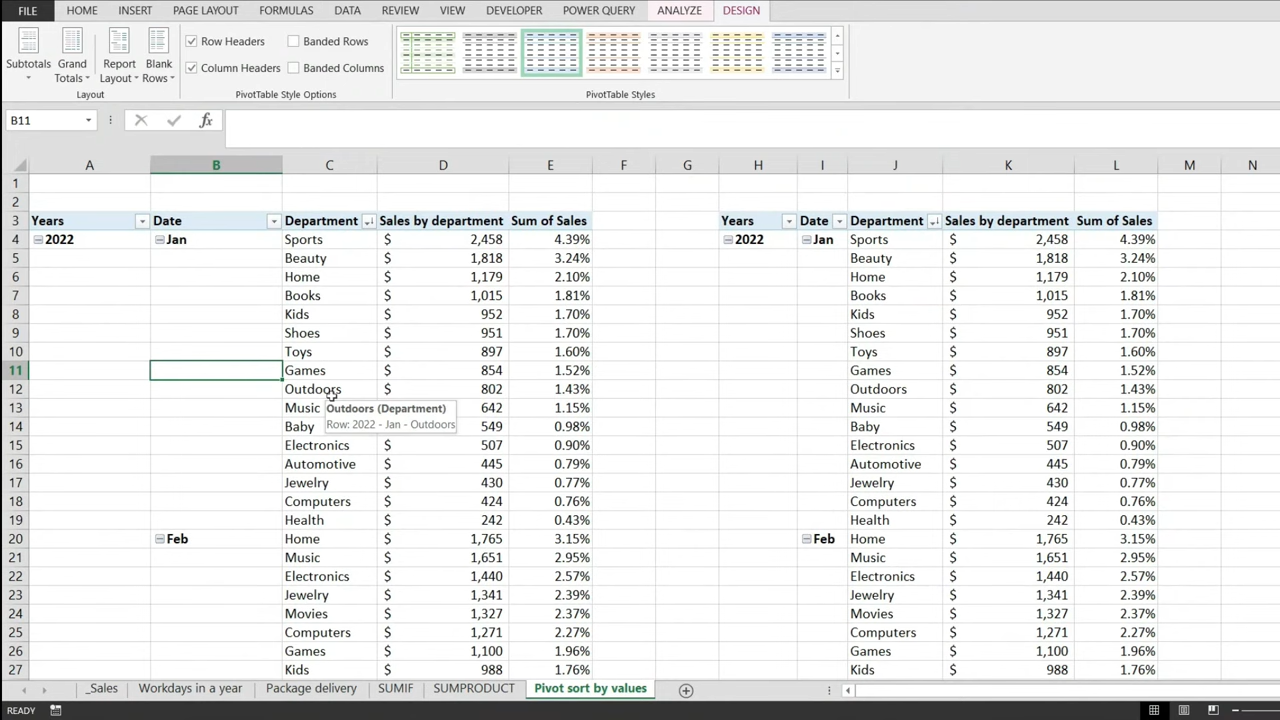 FILE HOME INSERT PAGE LAYOUT FORMULAS DATA REVIEW VIEW DEVELOPER POWER QUERY ANALYZE DESIGN
Subtotals Grand Totals Report Layout Blank Rows
Row Headers Banded Rows
Column Headers Banded Columns
Layout PivotTable Style Options PivotTable Styles
B11 fx
A B C D E F G H I J K L M N
1
2
3 Years Date Department Sales by department Sum of Sales Years Date Department Sales by department Sum of Sales
4 2022 Jan Sports $ 2,458 4.39% 2022 Jan Sports $ 2,458 4.39%
5 Beauty $ 1,818 3.24% Beauty $ 1,818 3.24%
6 Home $ 1,179 2.10% Home $ 1,179 2.10%
7 Books $ 1,015 1.81% Books $ 1,015 1.81%
8 Kids $ 952 1.70% Kids $ 952 1.70%
9 Shoes $ 951 1.70% Shoes $ 951 1.70%
10 Toys $ 897 1.60% Toys $ 897 1.60%
11 Games $ 854 1.52% Games $ 854 1.52%
12 Outdoors $ 802 1.43% Outdoors $ 802 1.43%
13 Music Outdoors (Department) 642 1.15% Music $ 642 1.15%
14 Baby Row: 2022 - Jan - Outdoors 549 0.98% Baby $ 549 0.98%
15 Electronics $ 507 0.90% Electronics $ 507 0.90%
16 Automotive $ 445 0.79% Automotive $ 445 0.79%
17 Jewelry $ 430 0.77% Jewelry $ 430 0.77%
18 Computers $ 424 0.76% Computers $ 424 0.76%
19 Health $ 242 0.43% Health $ 242 0.43%
20 Feb Home $ 1,765 3.15% Feb Home $ 1,765 3.15%
21 Music $ 1,651 2.95% Music $ 1,651 2.95%
22 Electronics $ 1,440 2.57% Electronics $ 1,440 2.57%
23 Jewelry $ 1,341 2.39% Jewelry $ 1,341 2.39%
24 Movies $ 1,327 2.37% Movies $ 1,327 2.37%
25 Computers $ 1,271 2.27% Computers $ 1,271 2.27%
26 Games $ 1,100 1.96% Games $ 1,100 1.96%
27 Kids $ 988 1.76% Kids $ 988 1.76%
_Sales Workdays in a year Package delivery SUMIF SUMPRODUCT Pivot sort by values
READY